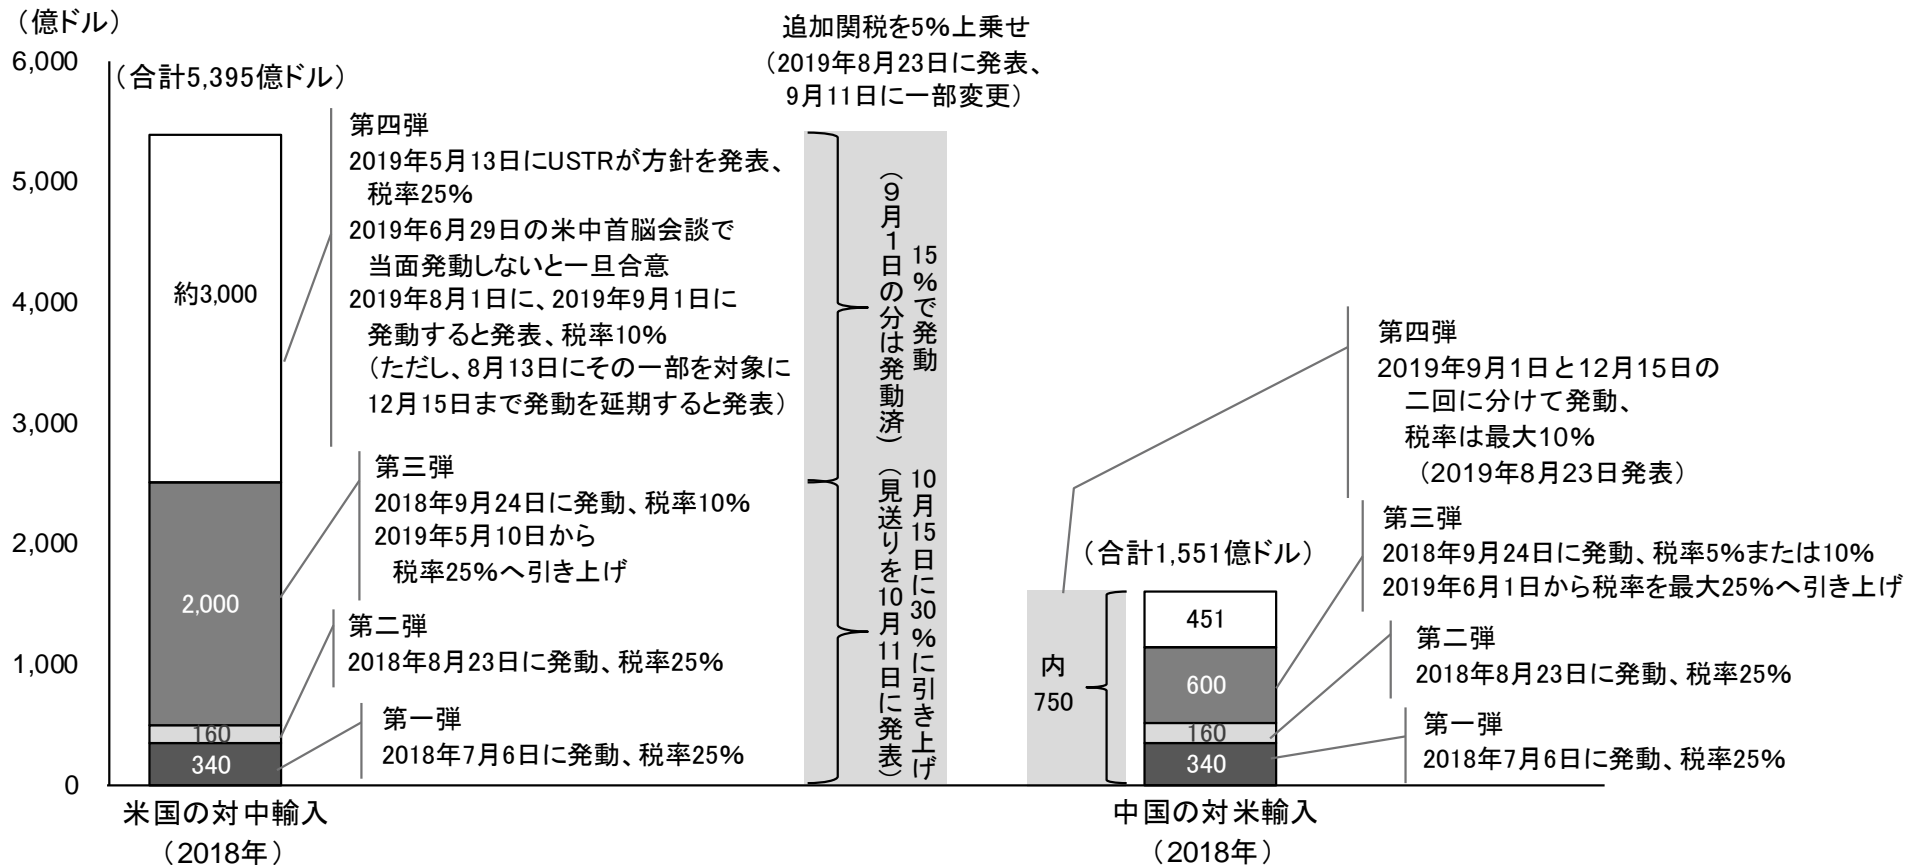 （億ドル）
6,000
5,000
4,000
3,000
2,000
1,000
0
（合計5,395億ドル）
約3,000
2,000
160
340
米国の対中輸入
（2018年）
第四弾
2019年5月13日にUSTRが方針を発表、
税率25%
2019年6月29日の米中首脳会談で
当面発動しないと一旦合意
2019年8月1日に、2019年9月1日に
発動すると発表、税率10%
（ただし、8月13日にその一部を対象に
12月15日まで発動を延期すると発表）
第三弾
2018年9月24日に発動、税率10%
2019年5月10日から
税率25%へ引き上げ
第二弾
2018年8月23日に発動、税率25%
第一弾
2018年7月6日に発動、税率25%
追加関税を5%上乗せ
（2019年8月23日に発表、
9月11日に一部変更）
15%で発動
（9月1日の分は発動済）
10月15日に30%に引き上げ
（見送りを10月11日に発表）
内
750
（合計1,551億ドル）
451
600
160
340
中国の対米輸入
（2018年）
第四弾
2019年9月1日と12月15日の
二回に分けて発動、
税率は最大10%
（2019年8月23日発表）
第三弾
2018年9月24日に発動、税率5%または10%
2019年6月1日から税率を最大25%へ引き上げ
第二弾
2018年8月23日に発動、税率25%
第一弾
2018年7月6日に発動、税率25%